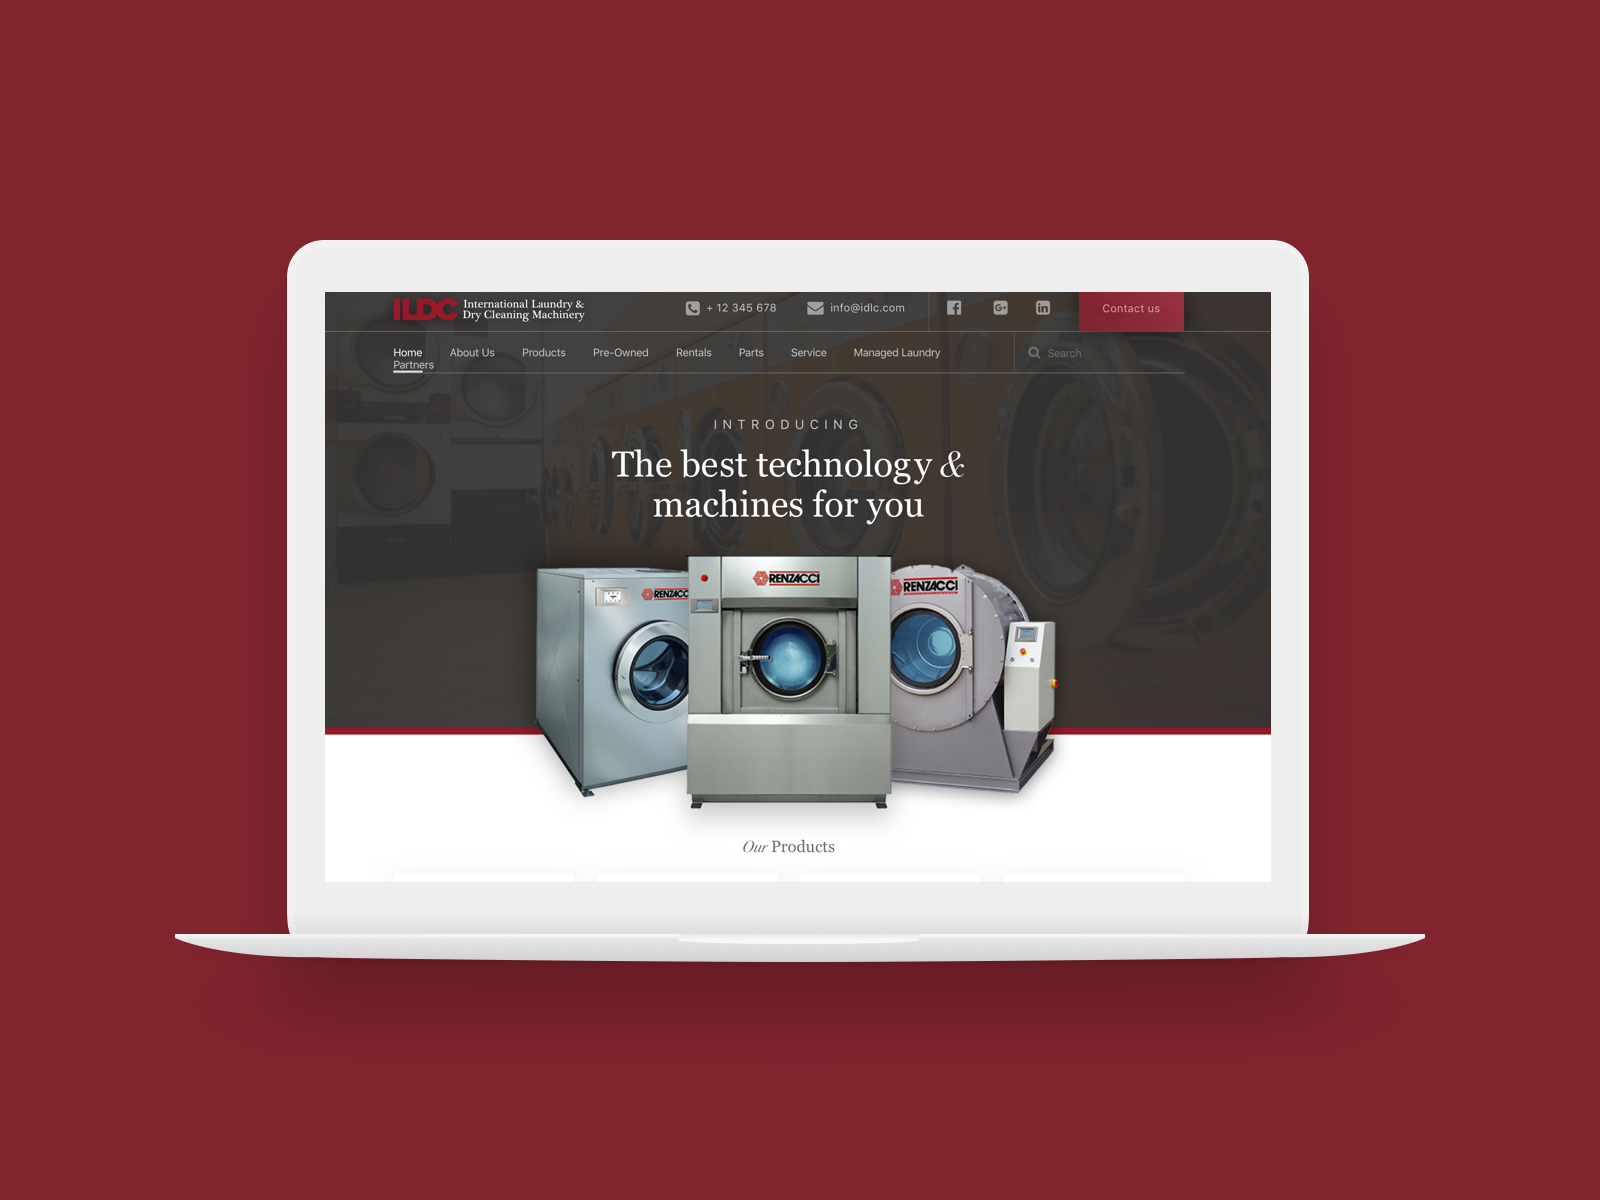 ILDC
International Laundry &
Dry Cleaning Machinery
+ 12 345 678
info@idlc.com
Contact us
Home
About Us
Products
Pre-Owned
Rentals
Parts
Service
Managed Laundry
Partners
Search
INTRODUCING
The best technology &
machines for you
RENZACCI
RENZACCI
RENZACCI
Our Products